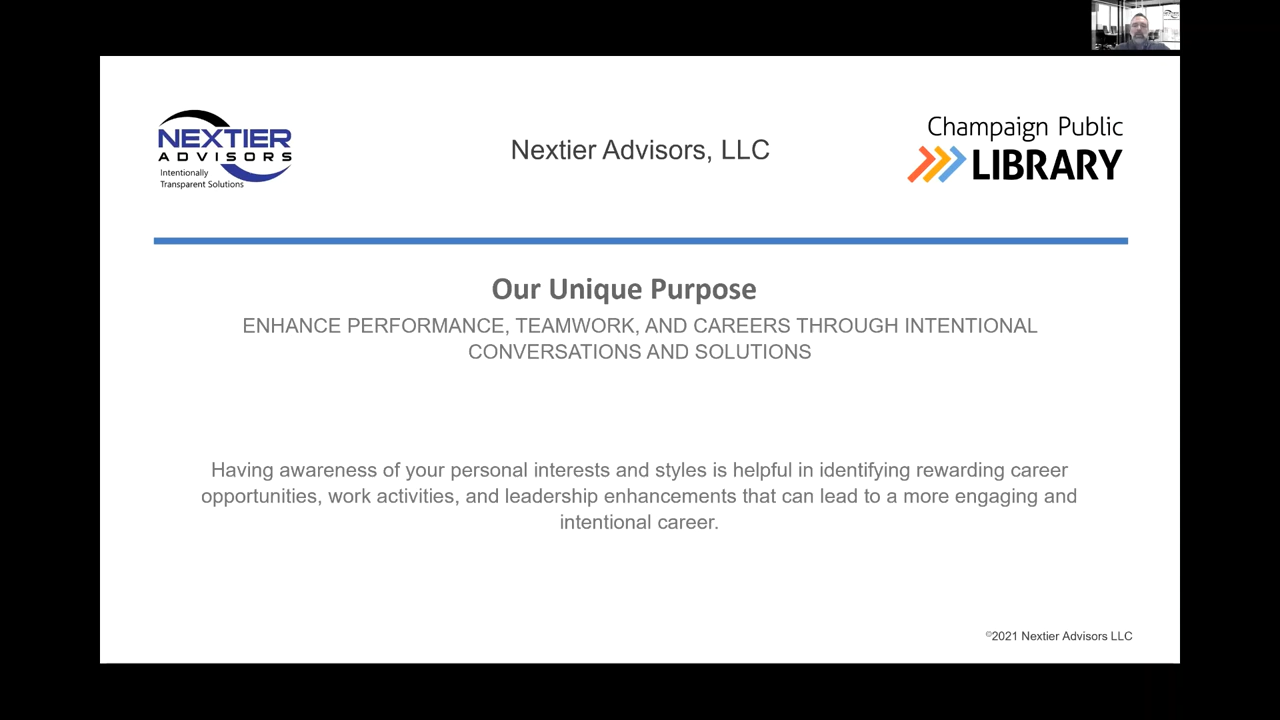 NEXTIER
ADVISORS
Intentionally
Transparent Solutions
Nextier Advisors, LLC
Champaign Public
LIBRARY
Our Unique Purpose
ENHANCE PERFORMANCE, TEAMWORK, AND CAREERS THROUGH INTENTIONAL
CONVERSATIONS AND SOLUTIONS
Having awareness of your personal interests and styles is helpful in identifying rewarding career
opportunities, work activities, and leadership enhancements that can lead to a more engaging and
intentional career.
©2021 Nextier Advisors LLC